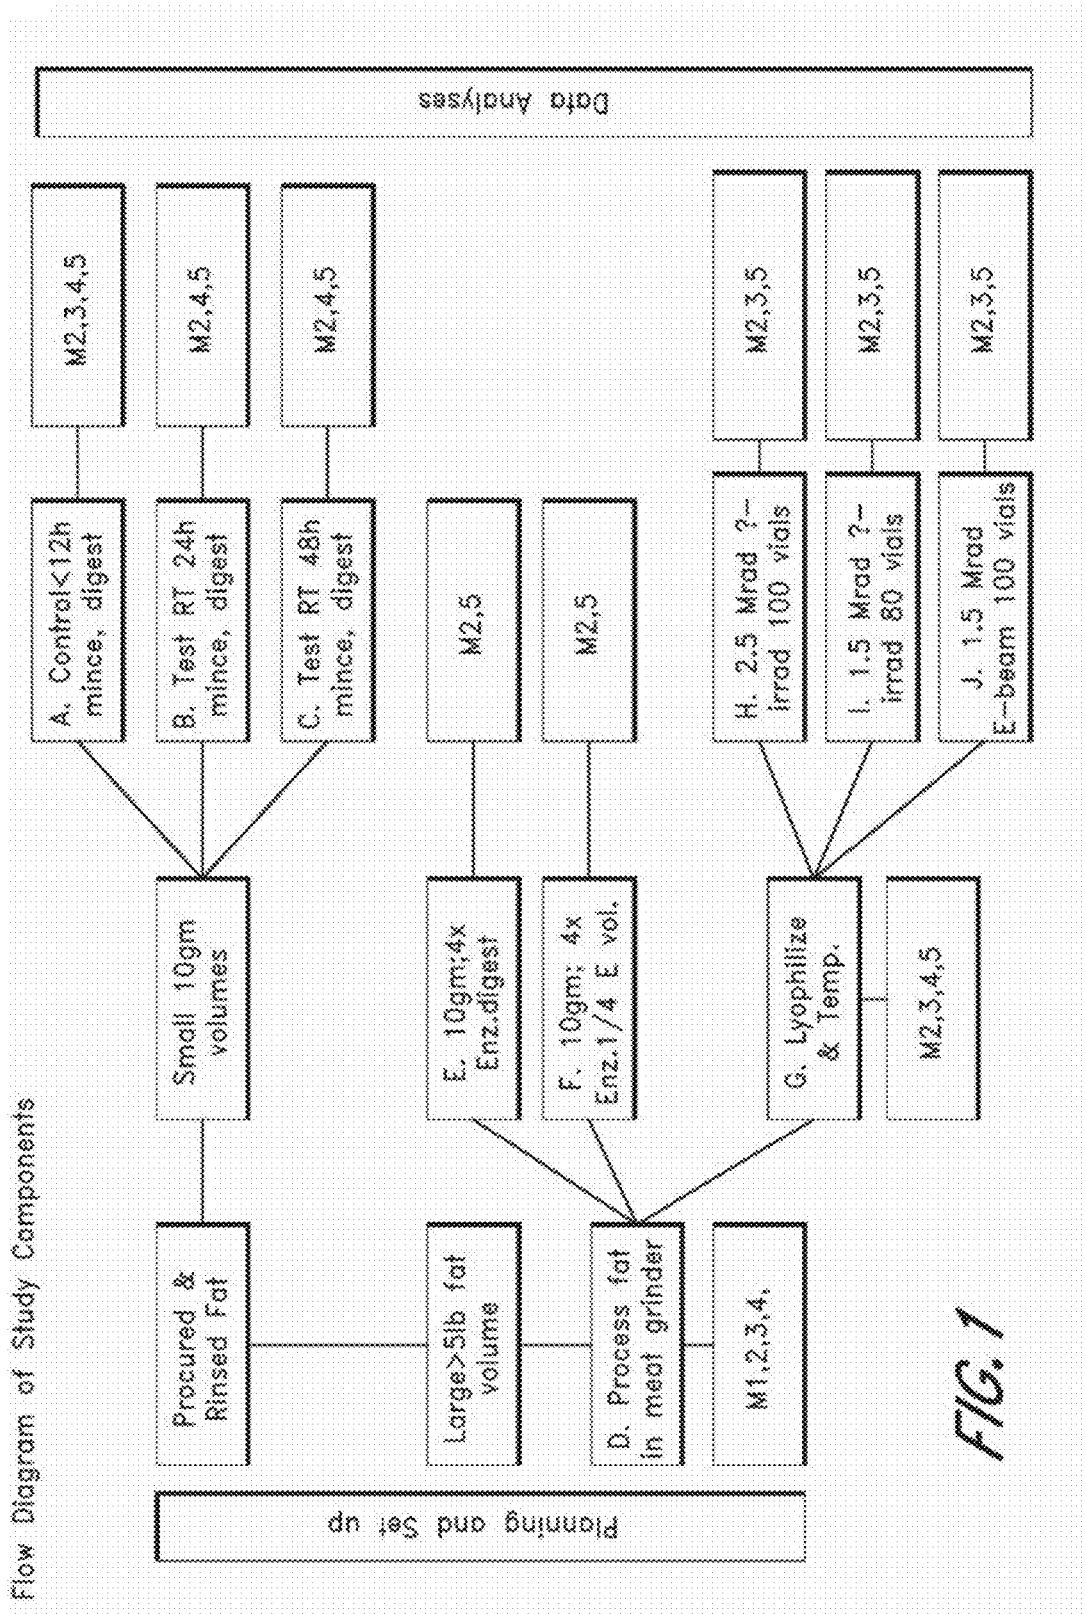 Flow Diagram of Study Components
Planning and Set up
Procured &
Rinsed Fat
Small 10gm
volumes
A. Control<12h
mince, digest
M2,3,4,5
B. Test RT 24h
mince, digest
M2,4,5
C. Test RT 48h
mince, digest
M2,4,5
Large>5lb fat
volume
E. 10gm;4x
Enz.digest
M2,5
F. 10gm; 4x
Enz.1/4 E vol.
M2,5
D. Process fat
in meat grinder
M1,2,3,4,
G. Lyophilize
& Temp.
M2,3,4,5
H. 2.5 Mrad ?-
irrad 100 vials
M2,3,5
I. 1.5 Mrad ?-
irrad 80 vials
M2,3,5
J. 1.5 Mrad
E-beam 100 vials
M2,3,5
Data Analyses
FIG. 1